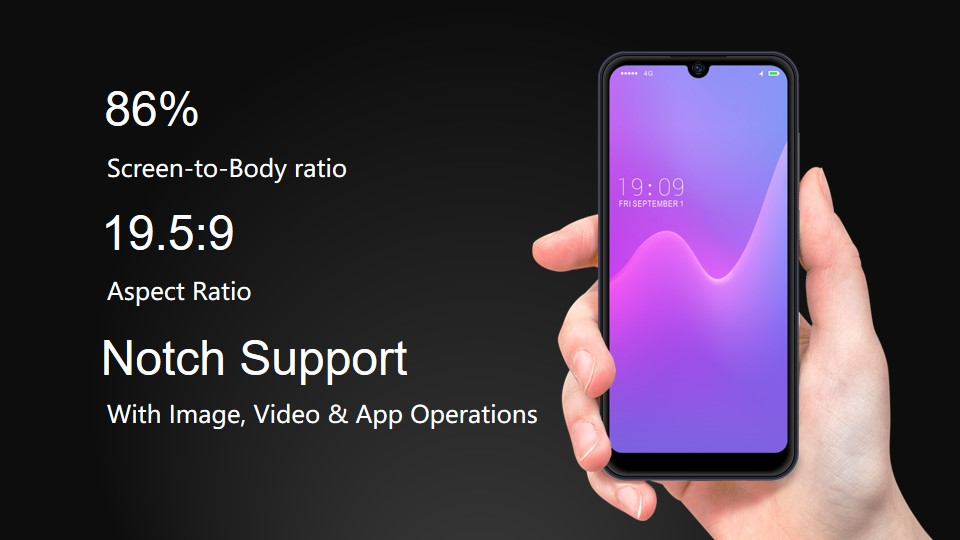 86%
Screen-to-Body ratio
19.5:9
Aspect Ratio
Notch Support
With Image, Video & App Operations
4G
19:09
FRI SEPTEMBER 1